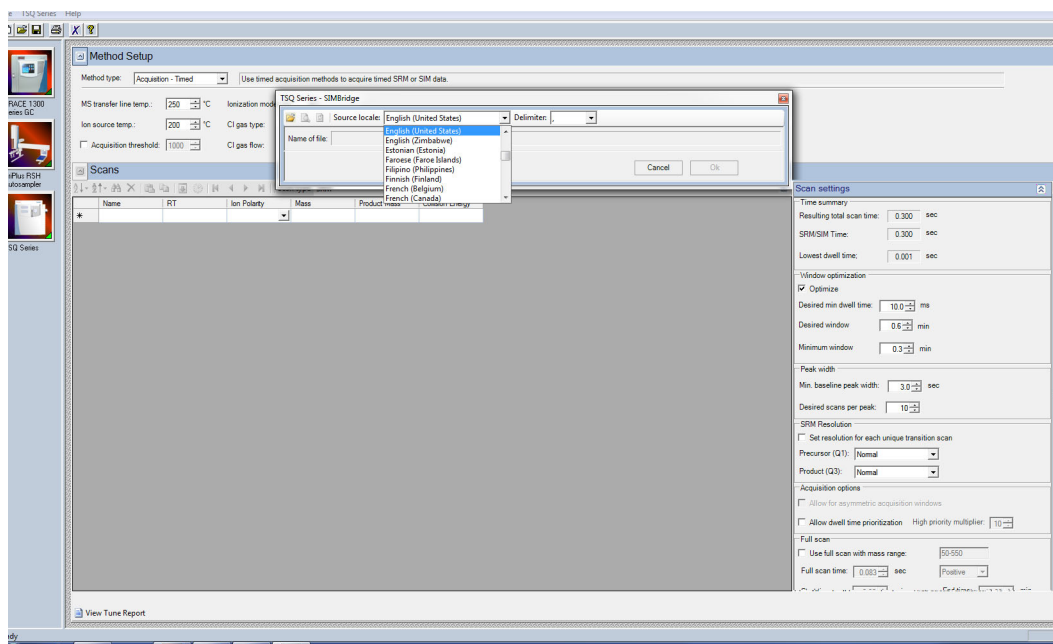 TSQ Series Help
Method Setup
Method type: Acquisition - Timed Use timed acquisition methods to acquire timed SRM or SIM data.
TSQ Series - SIMBridge
RACE 1300
eries GC
MS transfer line temp.: 250 °C Ionization mode
Source locale: English (United States) Delimiter: ,
English (United States)
English (Zimbabwe)
Estonian (Estonia)
Faroese (Faroe Islands)
Filipino (Philippines)
Finnish (Finland)
French (Belgium)
French (Canada)
Ion source temp.: 200 °C CI gas type:
Name of file:
Acquisition threshold: 1000 CI gas flow:
Cancel Ok
Scans
riPlus RSH
utosampler
Name RT Ion Polarity Mass Product Mass Collision Energy
TSQ Series
Scan settings
Time summary
Resulting total scan time: 0.300 sec
SRM/SIM Time: 0.300 sec
Lowest dwell time: 0.001 sec
Window optimization
Optimize
Desired min dwell time: 10.0 ms
Desired window 0.6 min
Minimum window 0.3 min
Peak width
Min. baseline peak width: 3.0 sec
Desired scans per peak: 10
SRM Resolution
Set resolution for each unique transition scan
Precursor (Q1): Normal
Product (Q3): Normal
Acquisition options
Allow for asymmetric acquisition windows
Allow dwell time prioritization High priority multiplier: 10
Full scan
Use full scan with mass range: 50-550
Full scan time: 0.083 sec Positive
View Tune Report